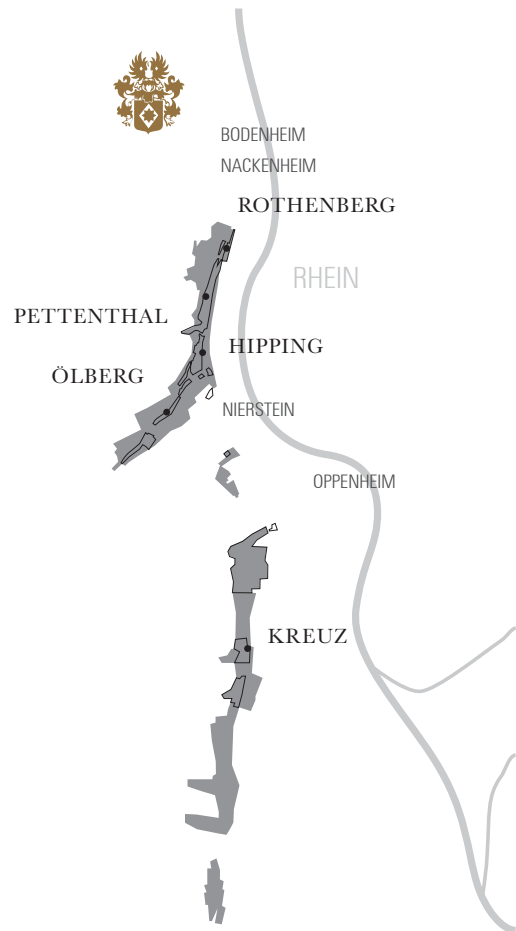 BODENHEIM
NACKENHEIM
ROTHENBERG
RHEIN
PETTENTHAL
HIPPING
ÖLBERG
NIERSTEIN
OPPENHEIM
KREUZ